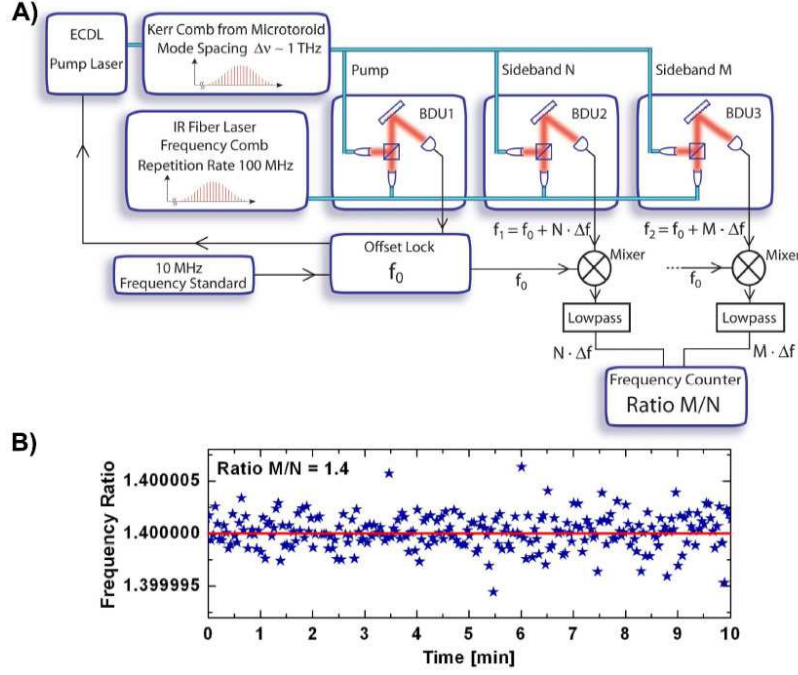 A)
ECDL
Pump Laser
Kerr Comb from Microtoroid
Mode Spacing Δν ~ 1 THz
Pump
Sideband N
Sideband M
BDU1
BDU2
BDU3
IR Fiber Laser
Frequency Comb
Repetition Rate 100 MHz
f₁ = f₀ + N · Δf
f₂ = f₀ + M · Δf
Offset Lock
f₀
10 MHz
Frequency Standard
f₀
Mixer
f₀
Mixer
Lowpass
Lowpass
N · Δf
M · Δf
Frequency Counter
Ratio M/N
B)
Ratio M/N = 1.4
Frequency Ratio
1.400005
1.400000
1.399995
0 1 2 3 4 5 6 7 8 9 10
Time [min]